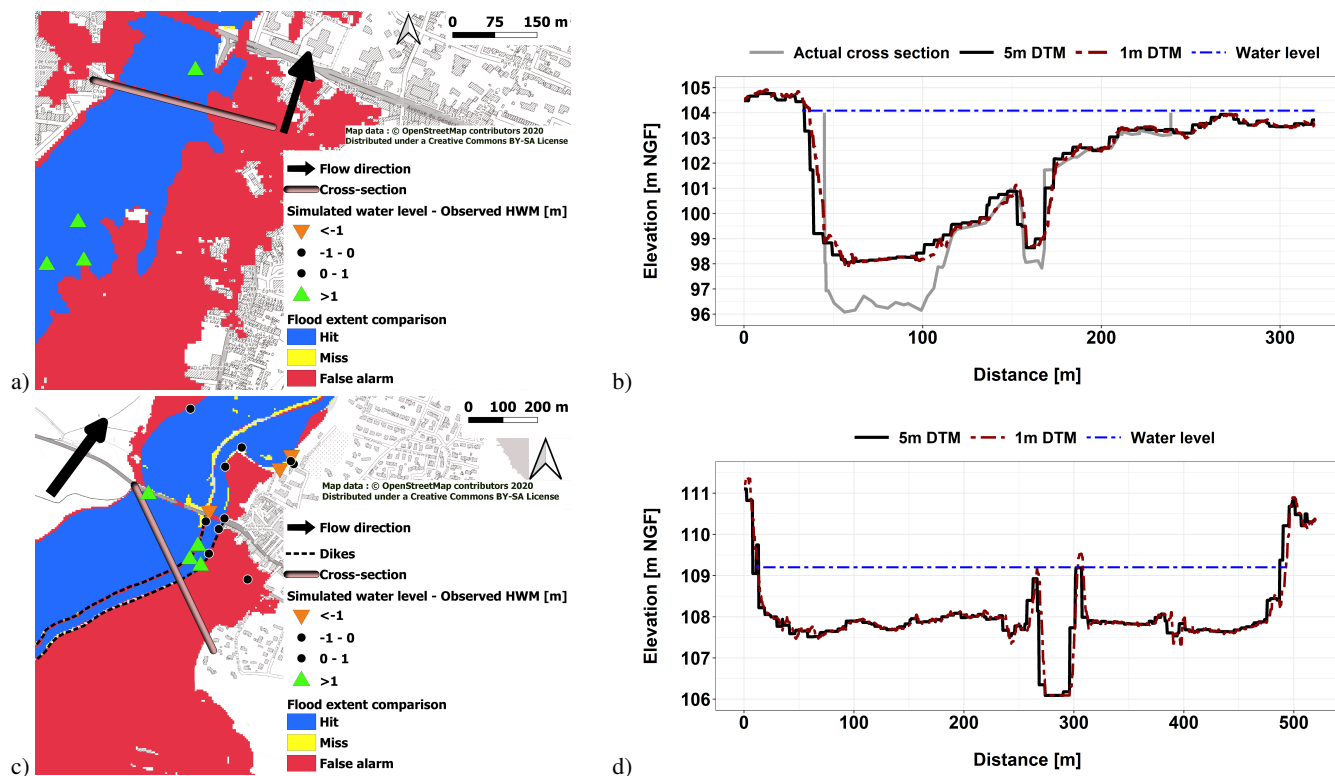 0 75 150 m
Map data : © OpenStreetMap contributors 2020
Distributed under a Creative Commons BY-SA License
Flow direction
Cross-section
Simulated water level - Observed HWM [m]
<-1
-1 - 0
0 - 1
>1
Flood extent comparison
Hit
Miss
False alarm
a)
Actual cross section 5m DTM 1m DTM Water level
Elevation [m NGF]
105
104
103
102
101
100
99
98
97
96
0 100 200 300
Distance [m]
b)
0 100 200 m
Map data : © OpenStreetMap contributors 2020
Distributed under a Creative Commons BY-SA License
Flow direction
Dikes
Cross-section
Simulated water level - Observed HWM [m]
<-1
-1 - 0
0 - 1
>1
Flood extent comparison
Hit
Miss
False alarm
c)
5m DTM 1m DTM Water level
Elevation [m NGF]
111
110
109
108
107
106
0 100 200 300 400 500
Distance [m]
d)